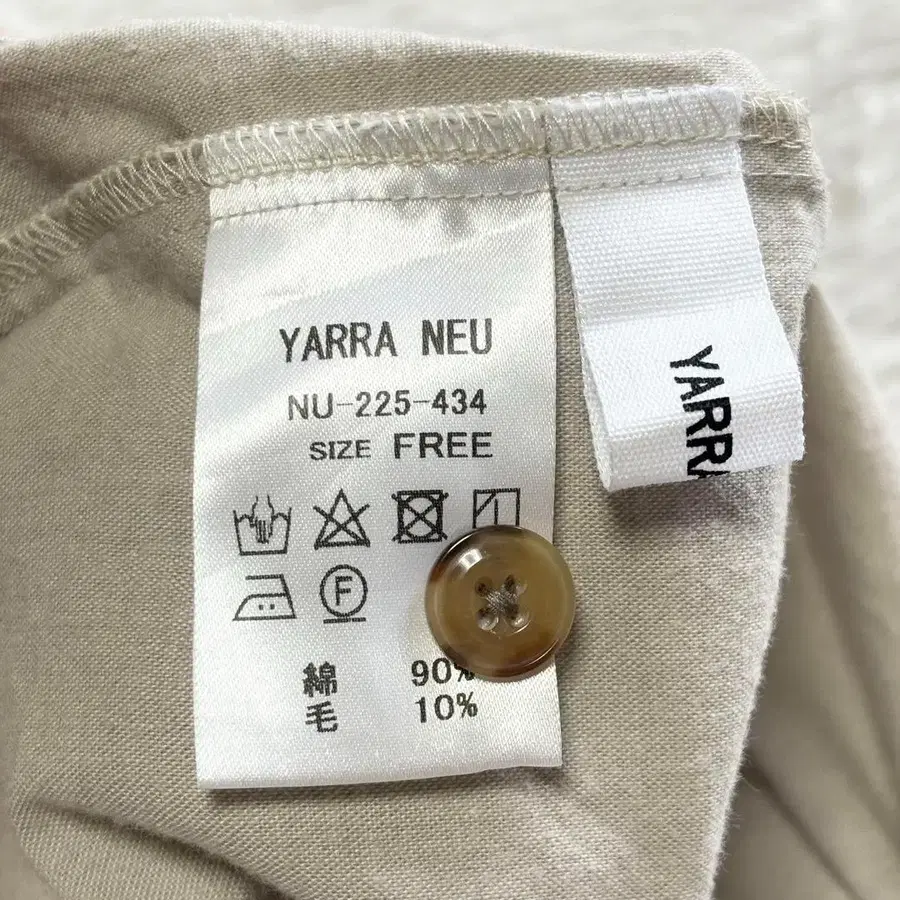 YARRA NEU
NU-225-434
SIZE FREE
F
綿 90%
毛 10%
YARRA